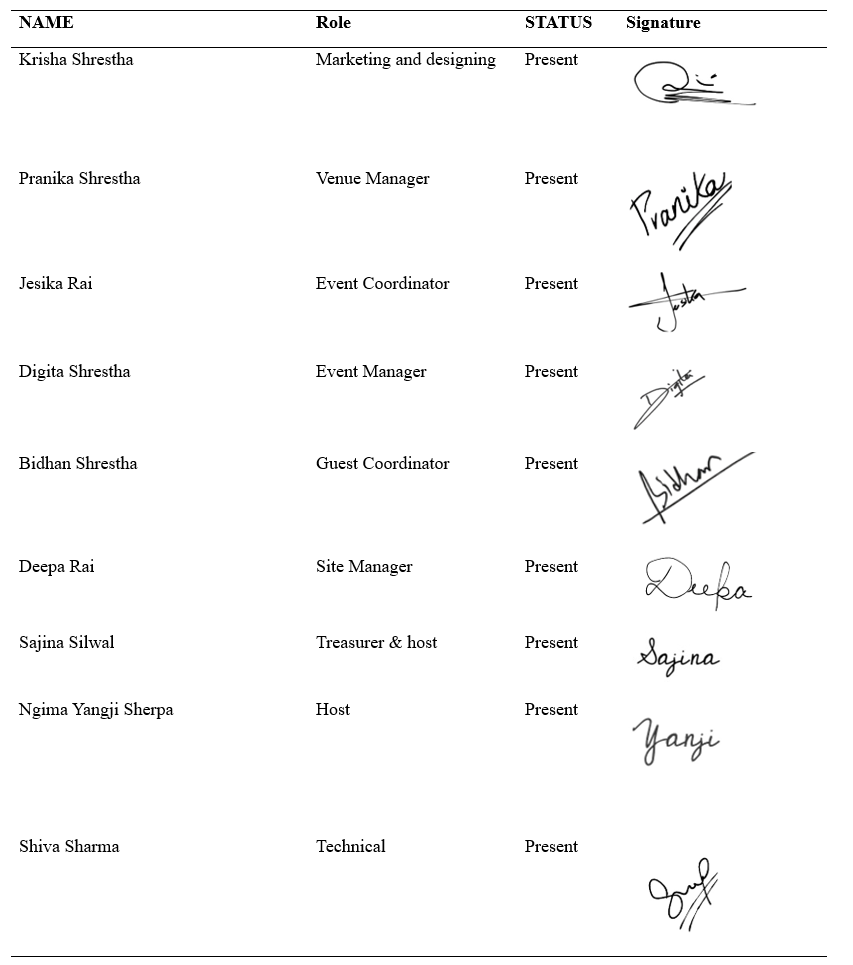 NAME Role STATUS Signature
Krisha Shrestha Marketing and designing Present
Pranika Shrestha Venue Manager Present Pranika
Jesika Rai Event Coordinator Present
Digita Shrestha Event Manager Present Digita
Bidhan Shrestha Guest Coordinator Present Bidhan
Deepa Rai Site Manager Present Deepa
Sajina Silwal Treasurer & host Present Sajina
Ngima Yangji Sherpa Host Present Yanji
Shiva Sharma Technical Present